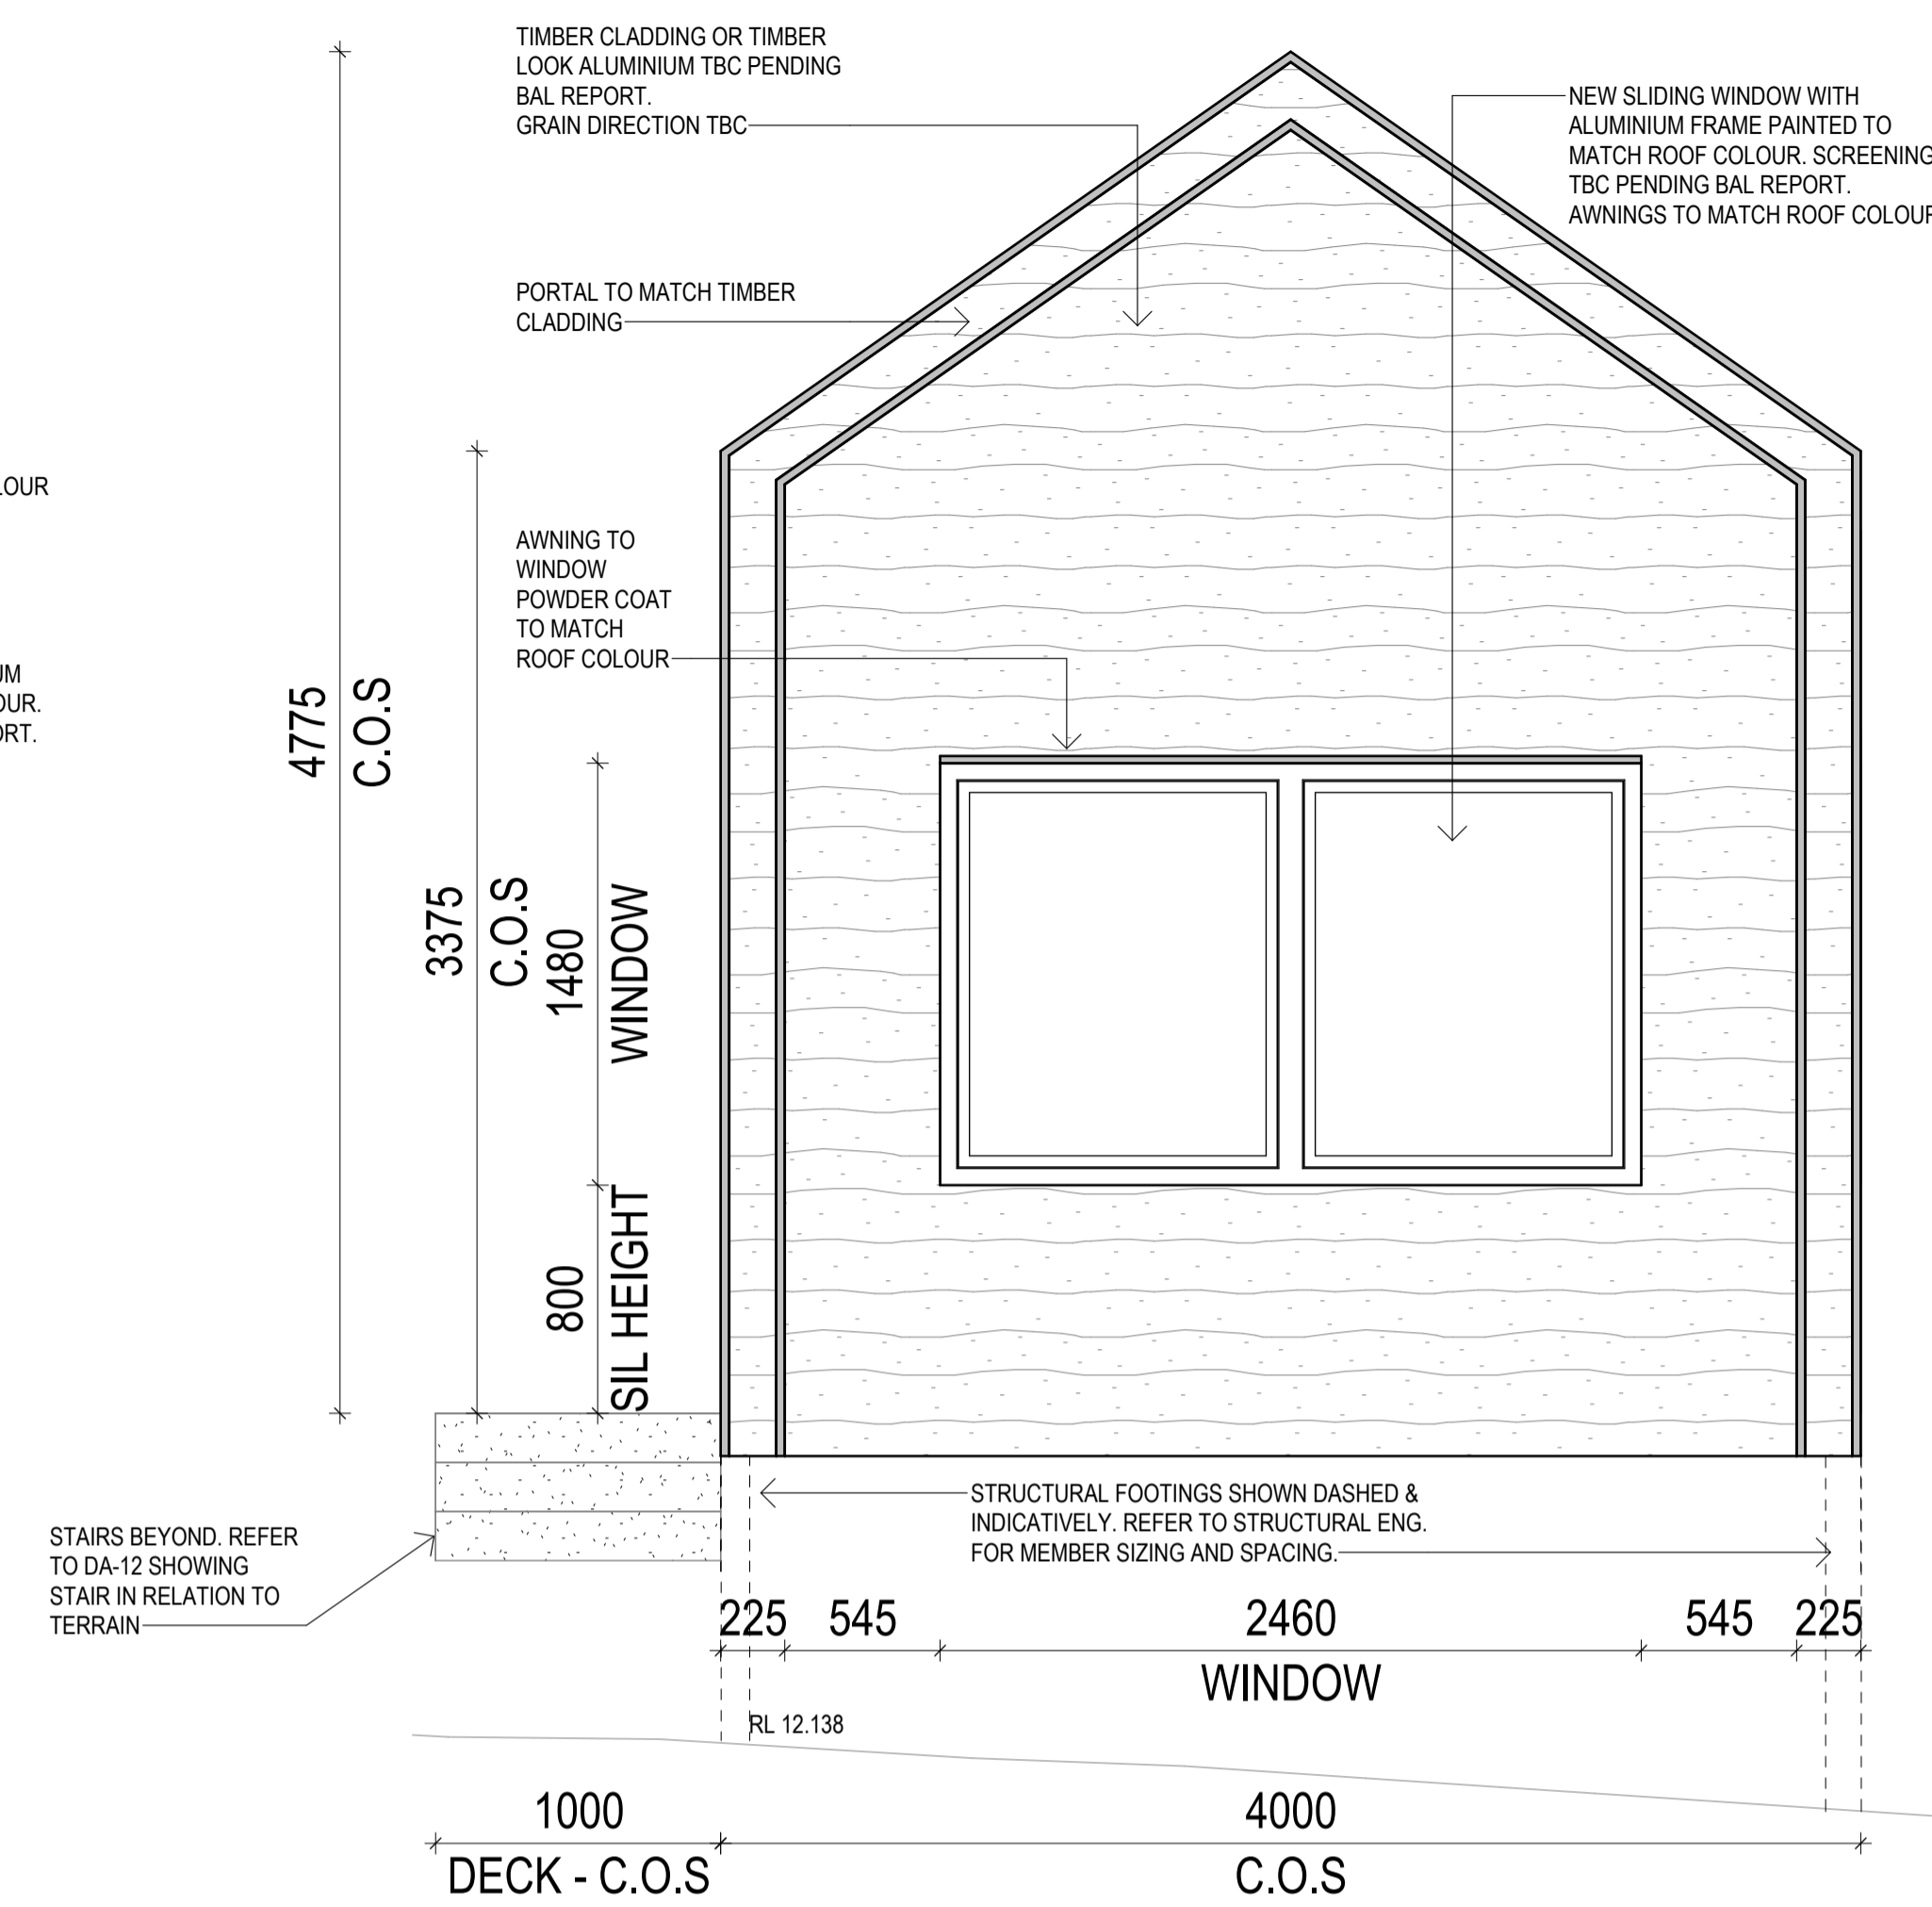 TIMBER CLADDING OR TIMBER
LOOK ALUMINIUM TBC PENDING
BAL REPORT.
GRAIN DIRECTION TBC
NEW SLIDING WINDOW WITH
ALUMINIUM FRAME PAINTED TO
MATCH ROOF COLOUR. SCREENING
TBC PENDING BAL REPORT.
AWNINGS TO MATCH ROOF COLOUR
PORTAL TO MATCH TIMBER
CLADDING
LOUR
AWNING TO
WINDOW
POWDER COAT
TO MATCH
ROOF COLOUR
UM
OUR.
ORT.
4775
C.O.S
3375
C.O.S
1480
WINDOW
800
SIL HEIGHT
STRUCTURAL FOOTINGS SHOWN DASHED &
INDICATIVELY. REFER TO STRUCTURAL ENG.
FOR MEMBER SIZING AND SPACING.
STAIRS BEYOND. REFER
TO DA-12 SHOWING
STAIR IN RELATION TO
TERRAIN
225 545 2460 545 225
WINDOW
RL 12.138
1000 4000
DECK - C.O.S C.O.S